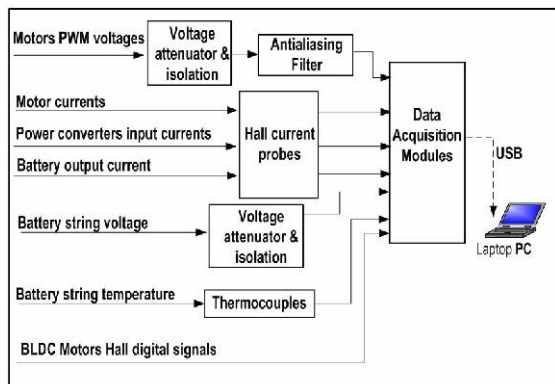 Motors PWM voltages
Voltage
attenuator &
isolation
Antialiasing
Filter
Motor currents
Power converters input currents
Battery output current
Hall current
probes
Data
Acquisition
Modules
USB
Laptop PC
Battery string voltage
Voltage
attenuator &
isolation
Battery string temperature
Thermocouples
BLDC Motors Hall digital signals